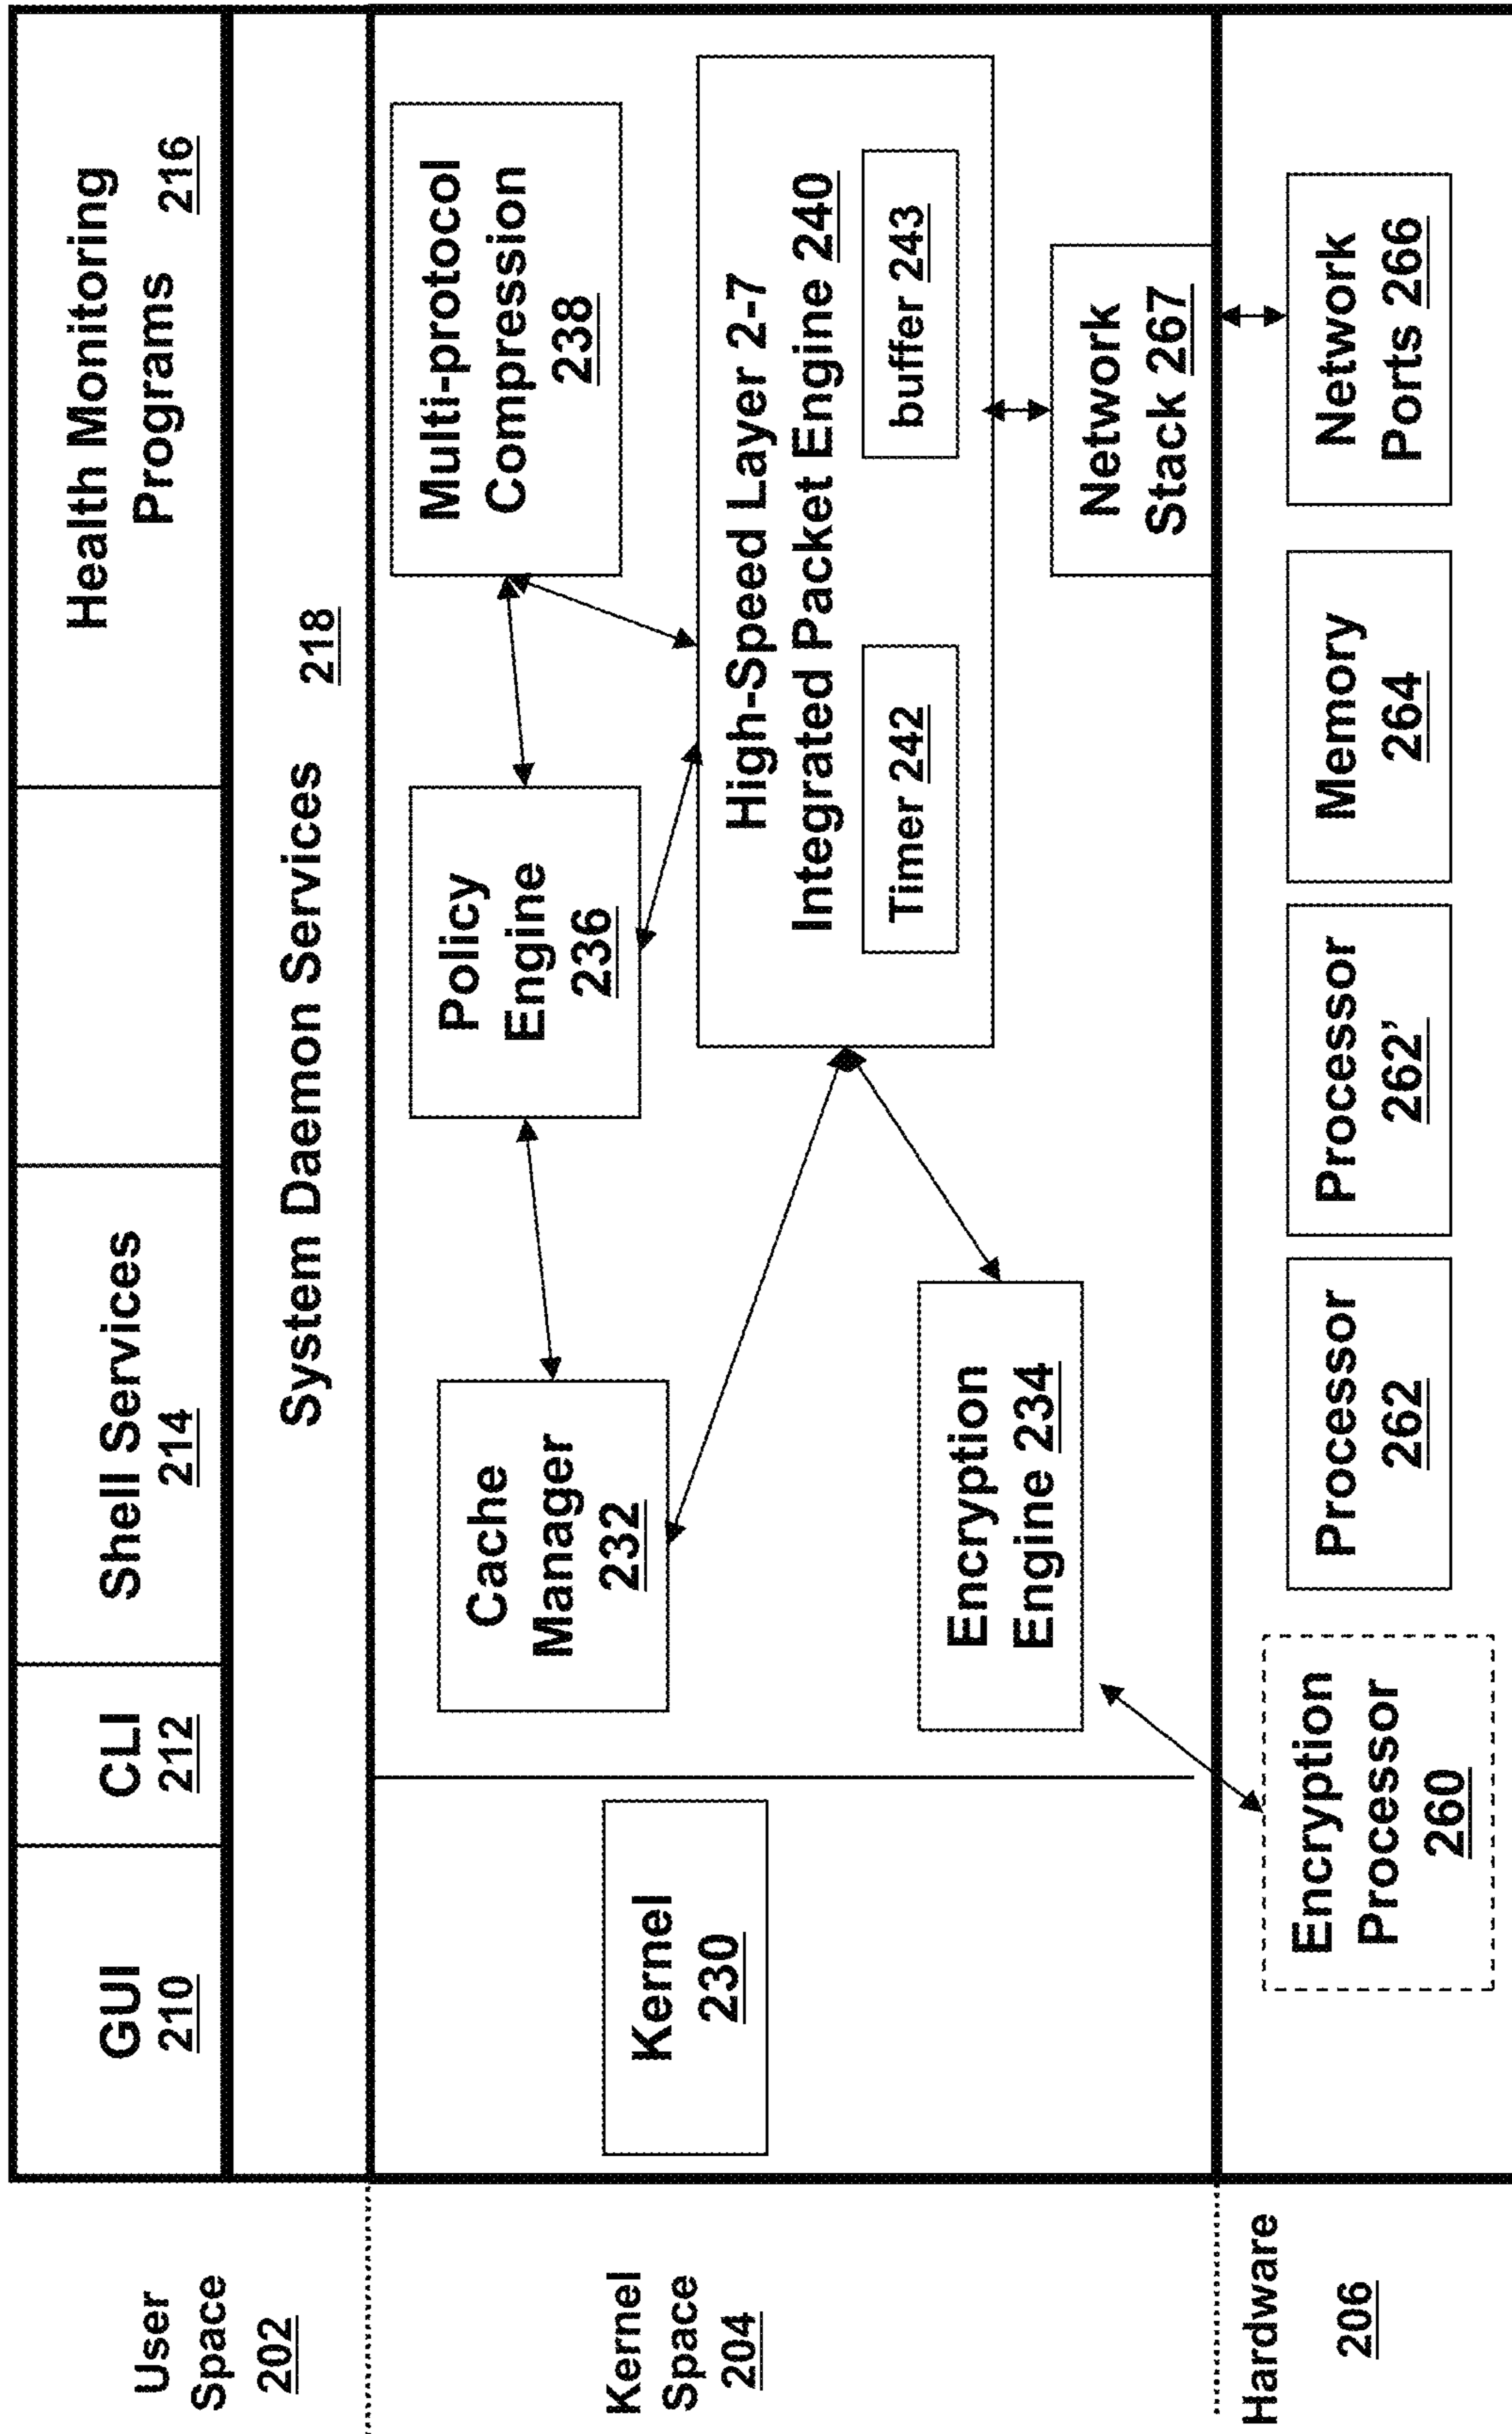 User
Space
202
GUI
210
CLI
212
Shell Services
214
Health Monitoring
Programs 216
System Daemon Services 218
Kernel
Space
204
Kernel
230
Cache
Manager
232
Policy
Engine
236
Multi-protocol
Compression
238
High-Speed Layer 2-7
Integrated Packet Engine 240
Timer 242
buffer 243
Encryption
Engine 234
Network
Stack 267
Hardware
206
Encryption
Processor
260
Processor
262
Processor
262’
Memory
264
Network
Ports 266